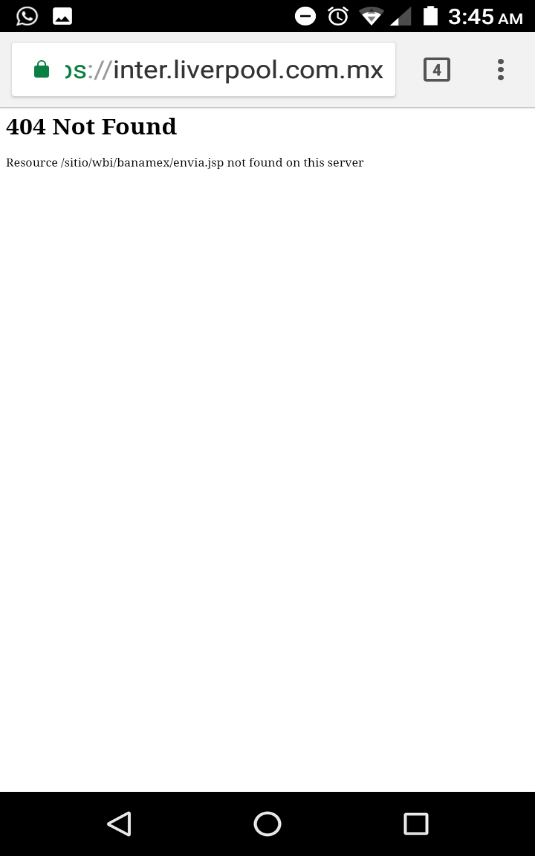 3:45 AM
ps://inter.liverpool.com.mx
4
404 Not Found
Resource /sitio/wbi/banamex/envia.jsp not found on this server